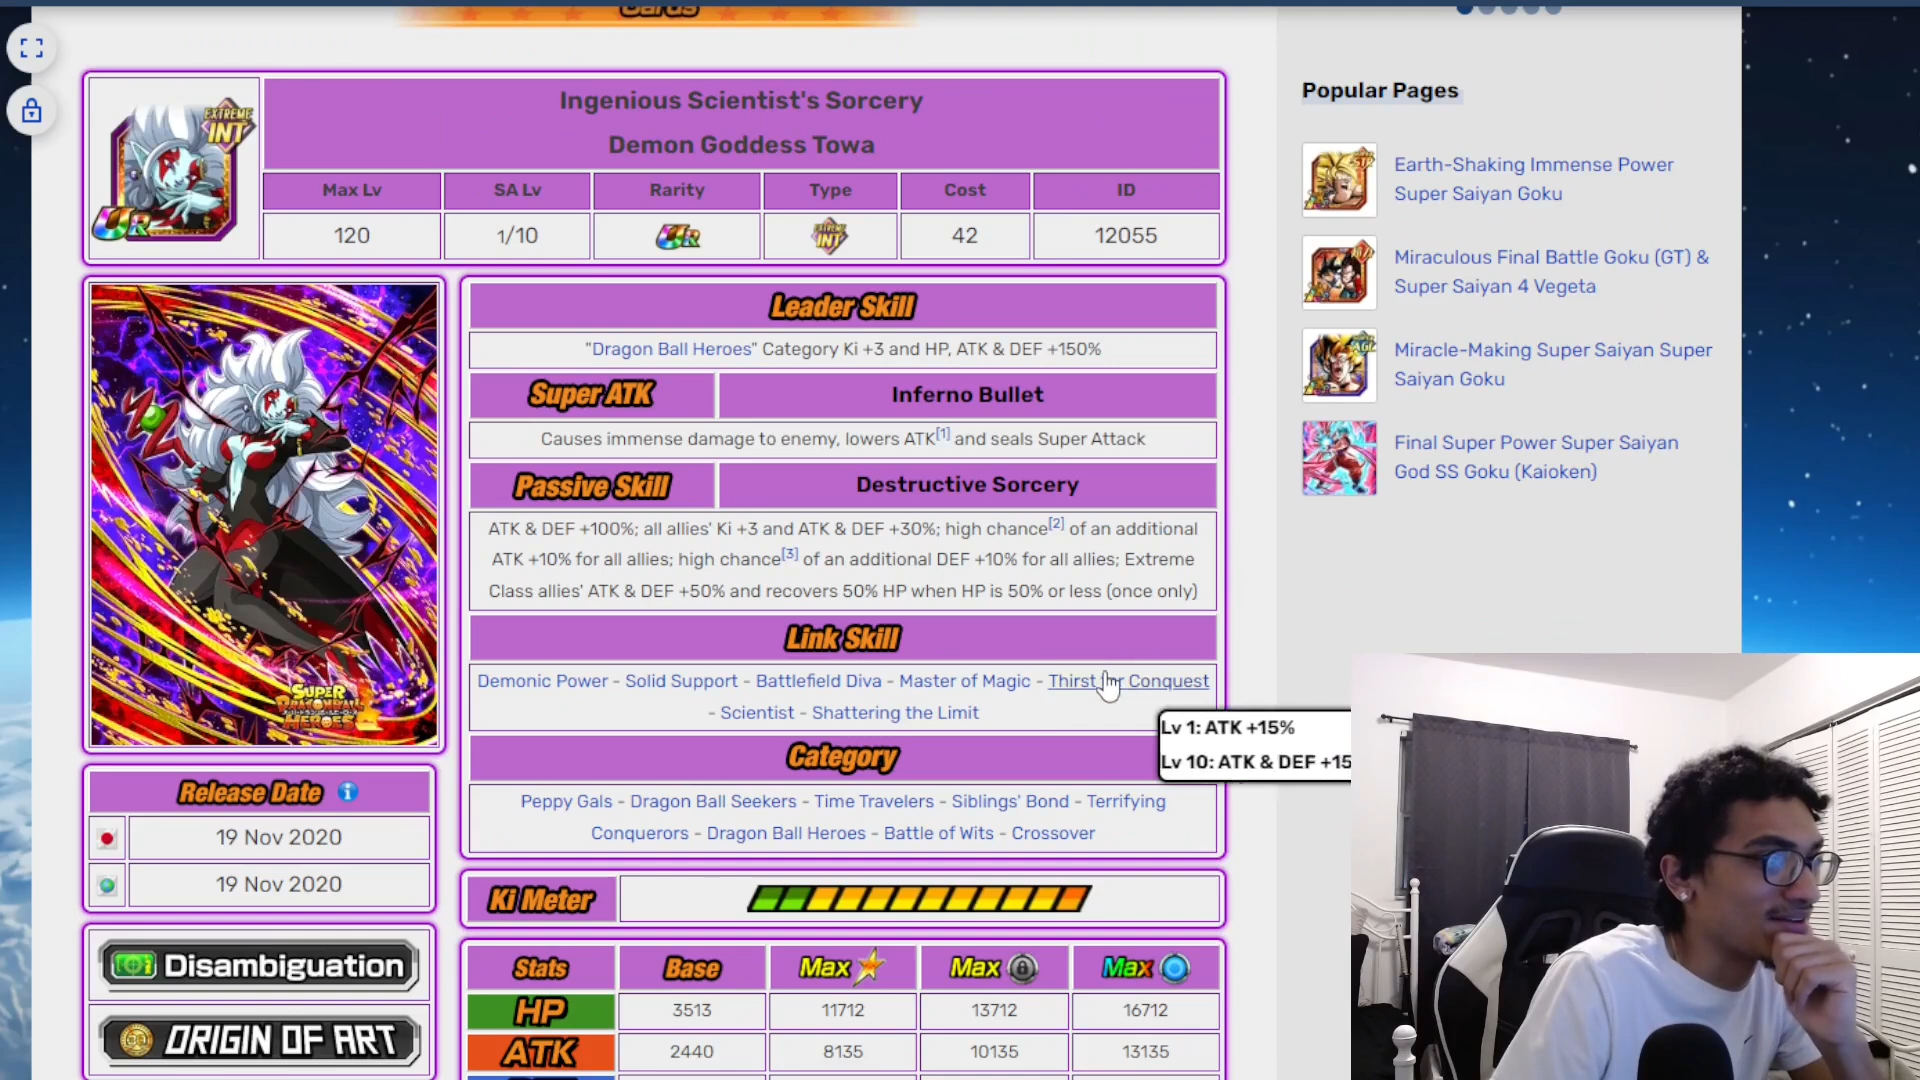 Cards
Ingenious Scientist's Sorcery
Demon Goddess Towa
EXTREME
INT
UR
Max Lv
SA Lv
Rarity
Type
Cost
ID
120
1/10
UR
EXTREME
INT
42
12055
Leader Skill
"Dragon Ball Heroes" Category Ki +3 and HP, ATK & DEF +150%
Super ATK
Inferno Bullet
Causes immense damage to enemy, lowers ATK[1] and seals Super Attack
Passive Skill
Destructive Sorcery
ATK & DEF +100%; all allies' Ki +3 and ATK & DEF +30%; high chance[2] of an additional
ATK +10% for all allies; high chance[3] of an additional DEF +10% for all allies; Extreme
Class allies' ATK & DEF +50% and recovers 50% HP when HP is 50% or less (once only)
Link Skill
Demonic Power - Solid Support - Battlefield Diva - Master of Magic - Thirst for Conquest
- Scientist - Shattering the Limit
Lv 1: ATK +15%
Lv 10: ATK & DEF +15
Category
Peppy Gals - Dragon Ball Seekers - Time Travelers - Siblings' Bond - Terrifying
Conquerors - Dragon Ball Heroes - Battle of Wits - Crossover
SUPER
DRAGONBALL
HEROES
Release Date
19 Nov 2020
19 Nov 2020
Disambiguation
ORIGIN OF ART
Ki Meter
Stats
Base
Max
Max
Max
HP
3513
11712
13712
16712
ATK
2440
8135
10135
13135
Popular Pages
Earth-Shaking Immense Power
Super Saiyan Goku
Miraculous Final Battle Goku (GT) &
Super Saiyan 4 Vegeta
Miracle-Making Super Saiyan Super
Saiyan Goku
Final Super Power Super Saiyan
God SS Goku (Kaioken)